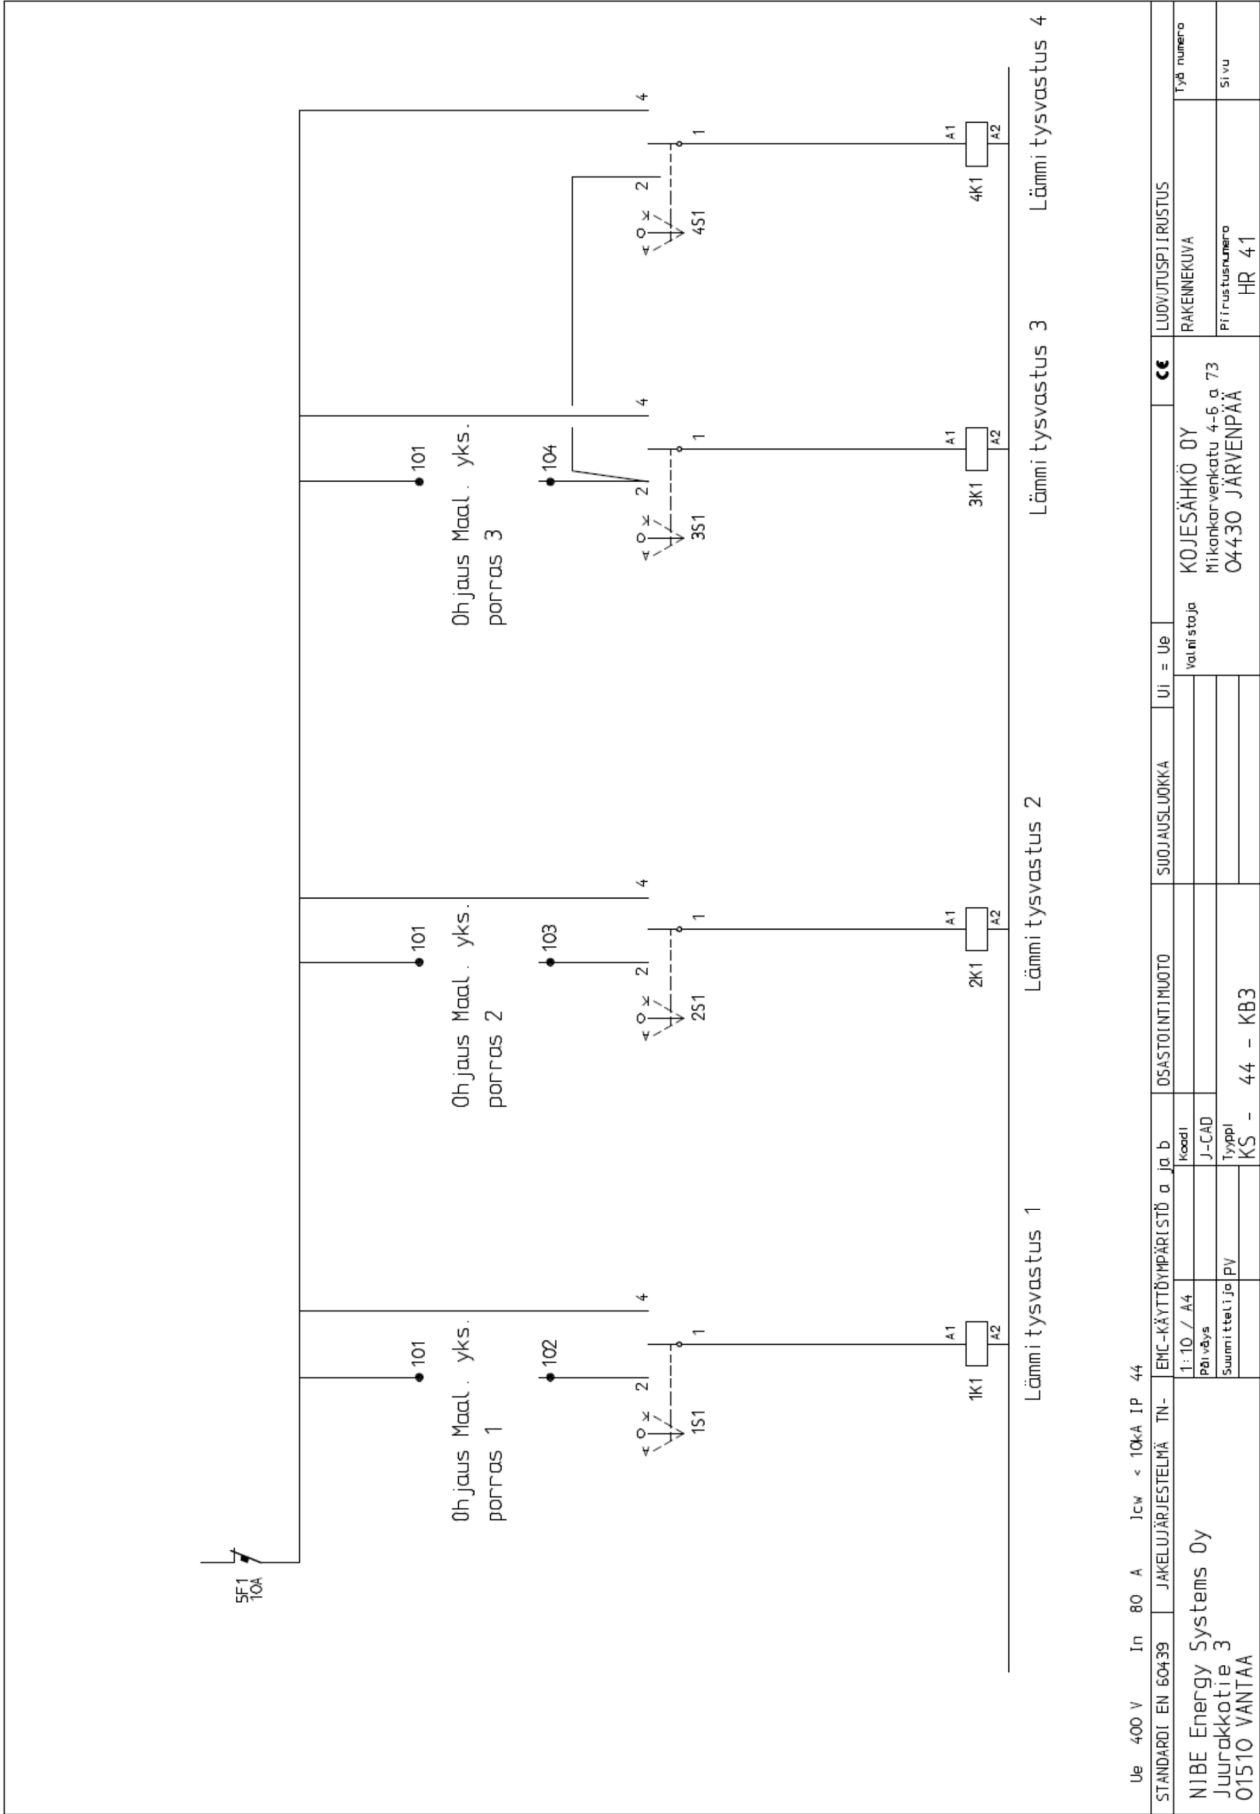 5F1
10A
101
101
101
Ohjaus Maal. yks.
porras 1
Ohjaus Maal. yks.
porras 2
Ohjaus Maal. yks.
porras 3
102
103
104
A O K
2
4
1S1
1
A O K
2
4
2S1
1
A O K
2
4
3S1
1
A O K
2
4
4S1
1
A1
1K1
A2
A1
2K1
A2
A1
3K1
A2
A1
4K1
A2
Lämmitysvastus 1
Lämmitysvastus 2
Lämmitysvastus 3
Lämmitysvastus 4
Ue 400 V In 80 A Icw < 10kA IP 44
STANDARDI EN 60439 JAKELUJÄRJESTELMÄ TN- EMC-KÄYTTÖYMPÄRISTÖ a ja b OSASTOINTIMUOTO SUOJAUSLUOKKA Ui = Ue CE LUOVUTUSPIIRUSTUS
NIBE Energy Systems Oy
Juurakkotie 3
01510 VANTAA
1:10 / A4
Päiväys
Suunnittelija PV
Koodi
J-CAD
Tyyppi
KS - 44 - KB3
Valmistaja
KOJESÄHKÖ OY
Mikonkorvenkatu 4-6 a 73
04430 JÄRVENPÄÄ
RAKENNEKUVA
Piirustusnumero
HR 41
Työ numero
Sivu